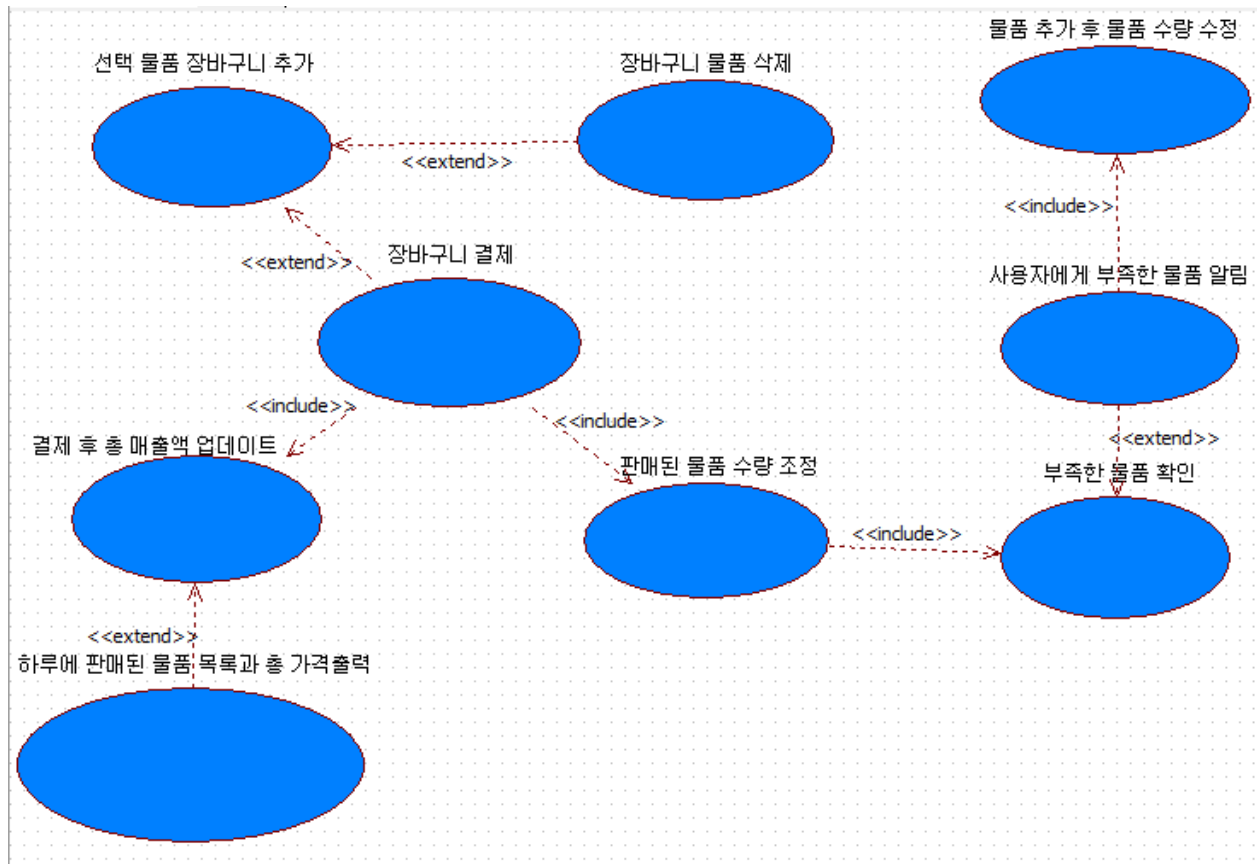 물품 추가 후 물품 수량 수정
선택 물품 장바구니 추가
장바구니 물품 삭제
<<extend>>
<<include>>
장바구니 결제
<<extend>>
사용자에게 부족한 물품 알림
<<include>>
<<include>>
<<extend>>
결제 후 총 매출액 업데이트
판매된 물품 수량 조정
부족한 물품 확인
<<include>>
<<extend>>
하루에 판매된 물품 목록과 총 가격출력